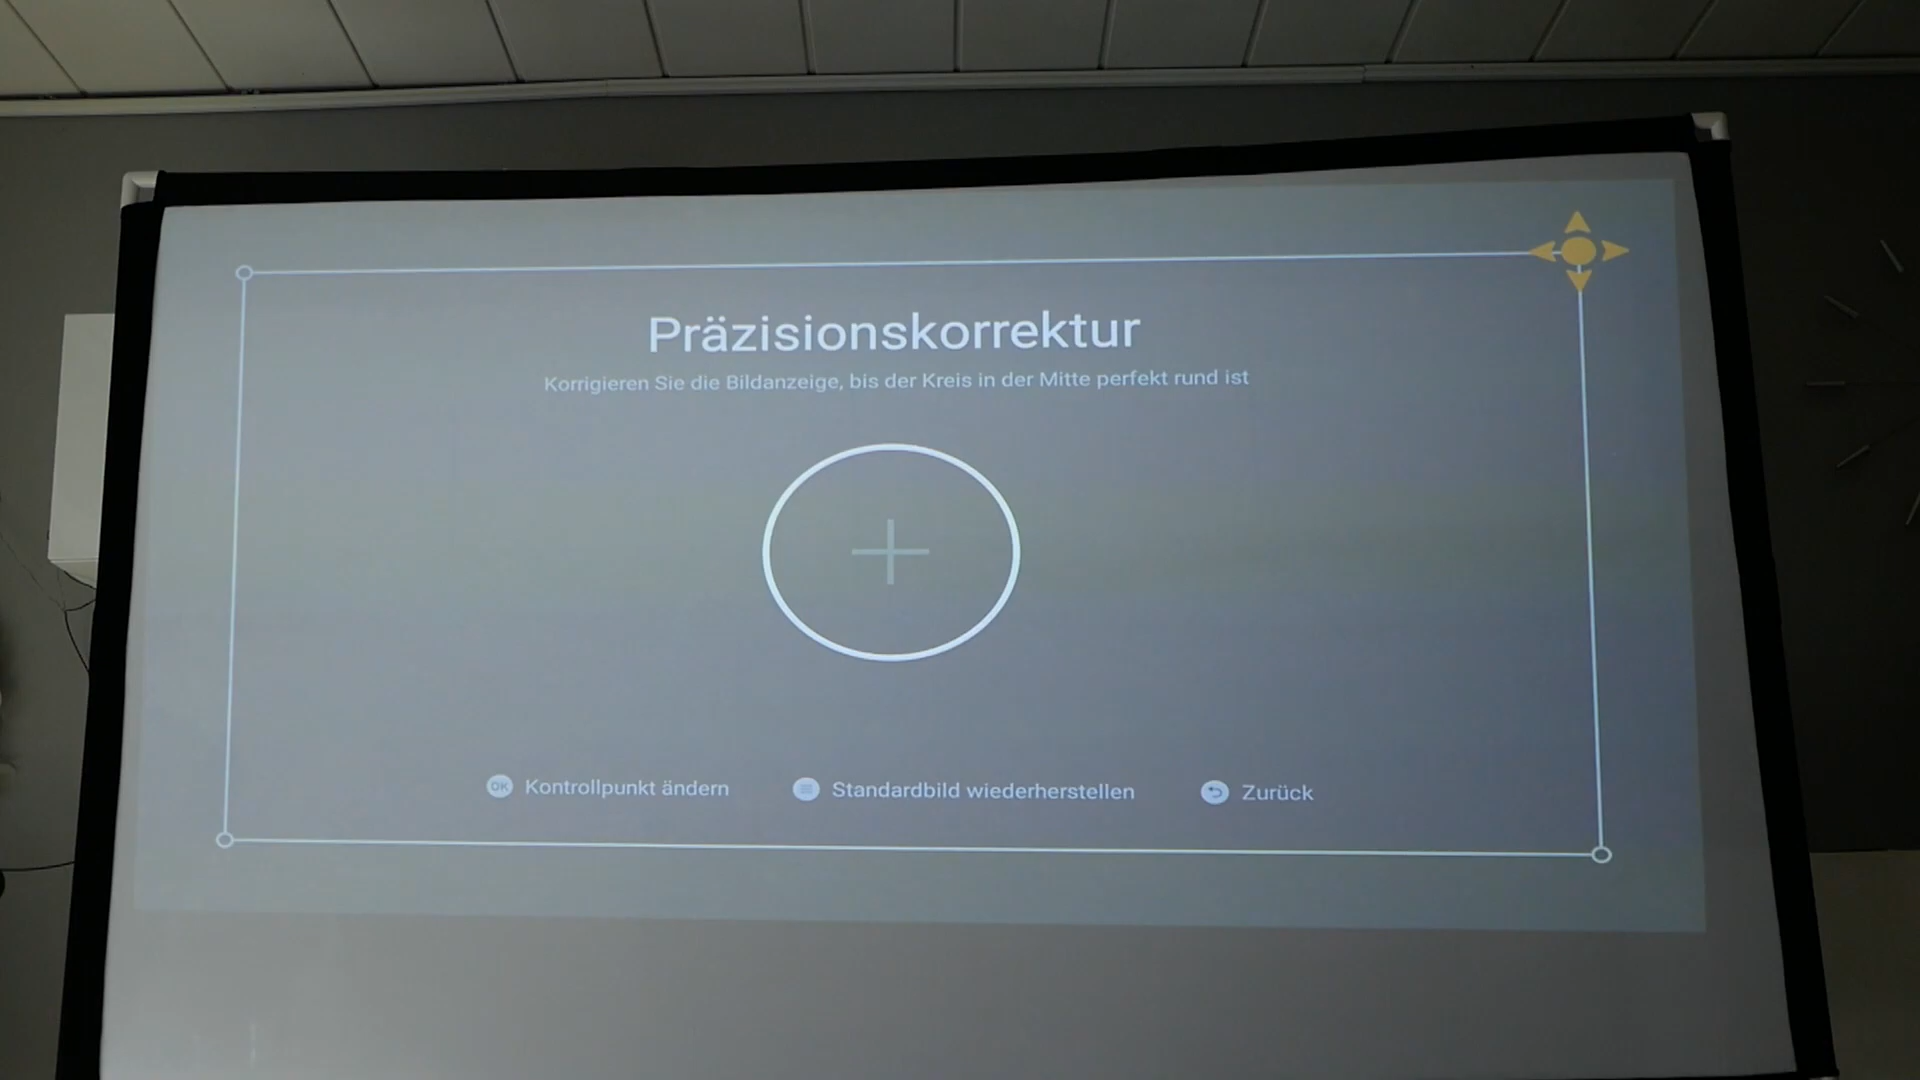 Präzisionskorrektur
Korrigieren Sie die Bildanzeige, bis der Kreis in der Mitte perfekt rund ist
OK Kontrollpunkt ändern Standardbild wiederherstellen Zurück